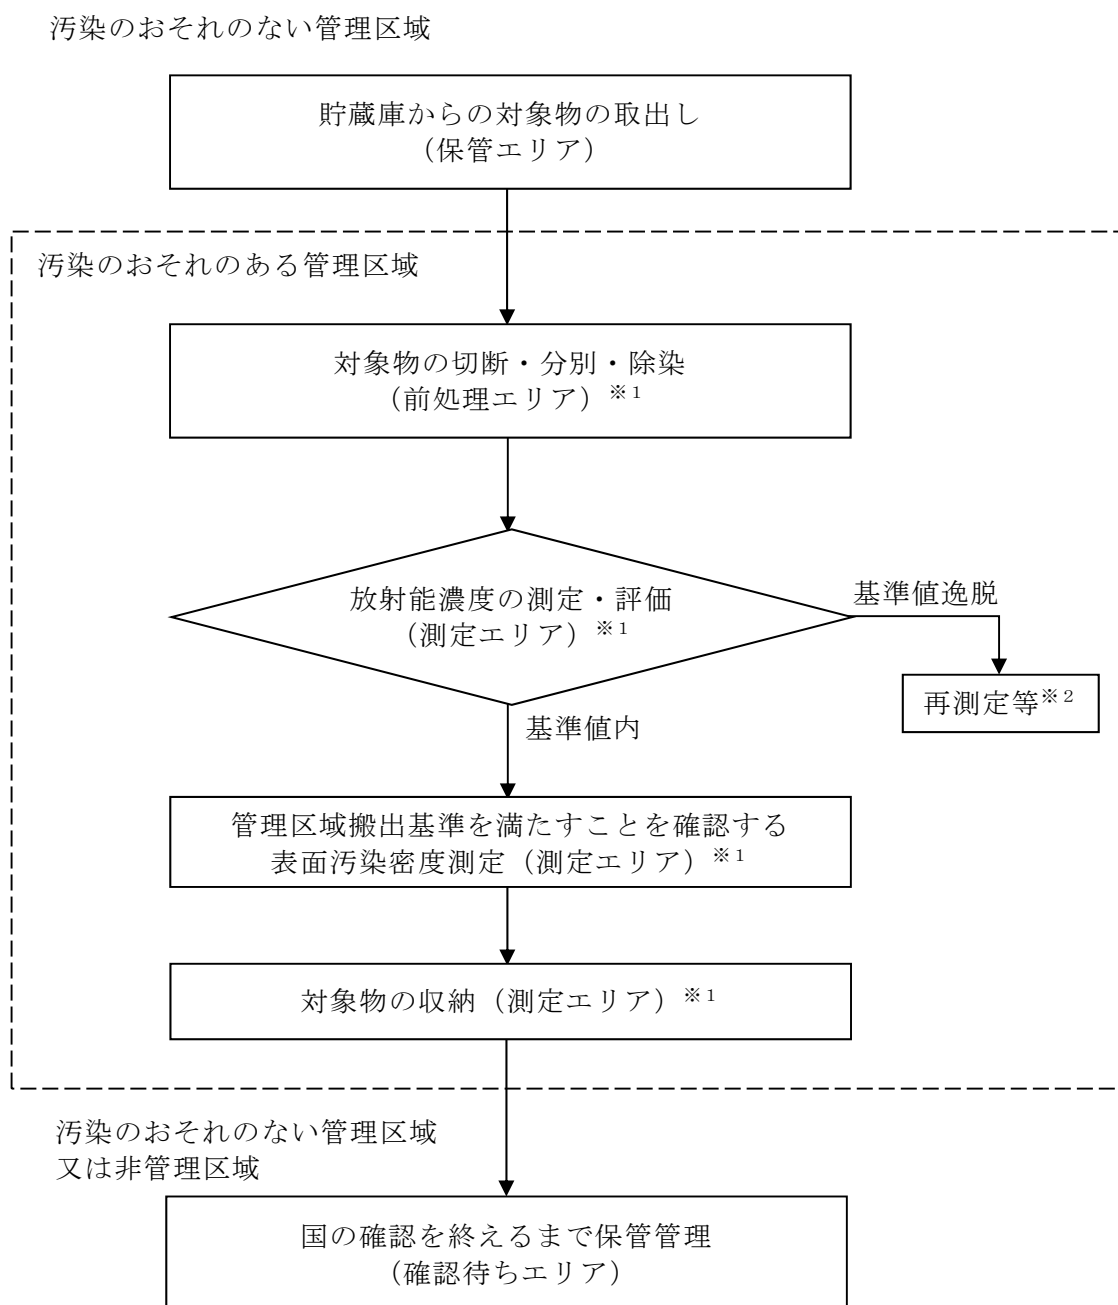 汚染のおそれのない管理区域
貯蔵庫からの対象物の取出し
（保管エリア）
汚染のおそれのある管理区域
対象物の切断・分別・除染
（前処理エリア）※１
放射能濃度の測定・評価
（測定エリア）※１
基準値逸脱
再測定等※２
基準値内
管理区域搬出基準を満たすことを確認する
表面汚染密度測定（測定エリア）※１
対象物の収納（測定エリア）※１
汚染のおそれのない管理区域
又は非管理区域
国の確認を終えるまで保管管理
（確認待ちエリア）